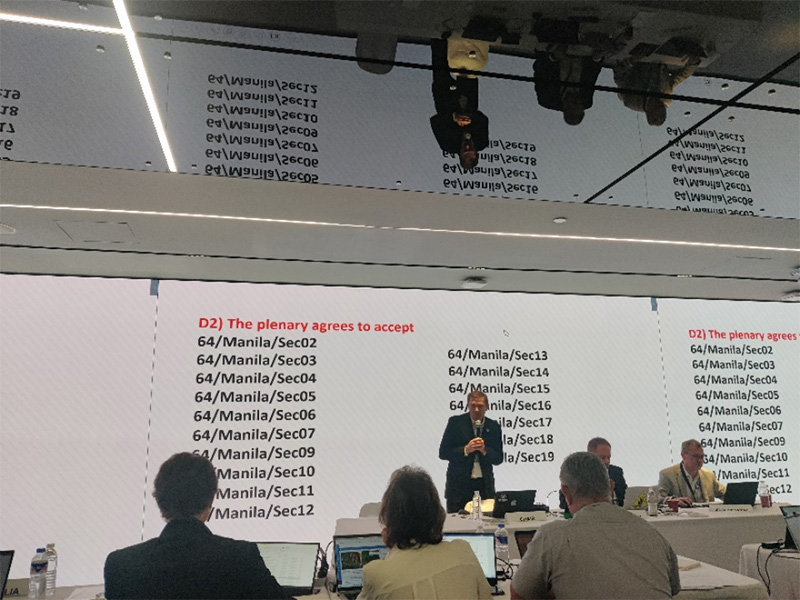 D2) The plenary agrees to accept
64/Manila/Sec02
64/Manila/Sec03
64/Manila/Sec04
64/Manila/Sec05
64/Manila/Sec06
64/Manila/Sec07
64/Manila/Sec09
/Manila/Sec10
Manila/Sec11
/Manila/Sec12
64/Manila/Sec13
64/Manila/Sec14
64/Manila/Sec15
64/Manila/Sec16
ila/Sec17
ila/Sec18
ila/Sec19
D2) The plenary agrees
64/Manila/Sec02
64/Manila/Sec03
64/Manila/Sec04
64/Manila/Sec05
64/Manila/Sec06
64/Manila/Sec07
64/Manila/Sec09
64/Manila/Sec10
/Manila/Sec11
Sec12